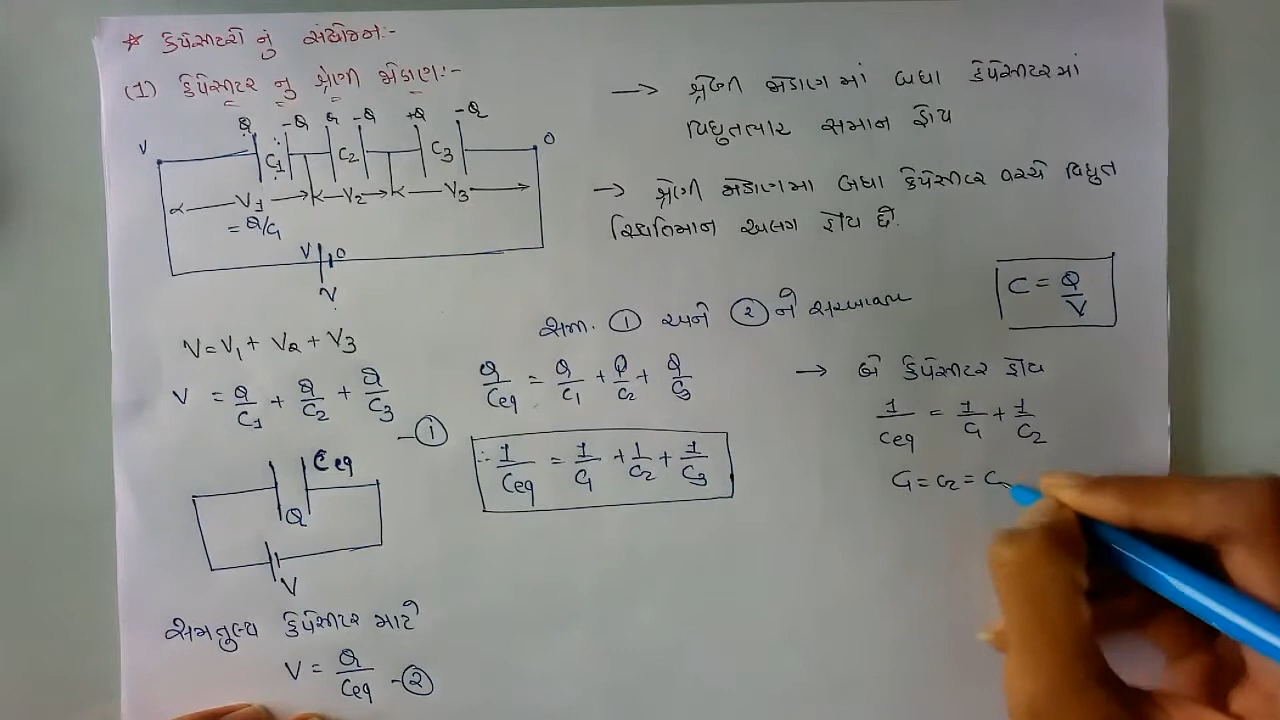 * કેપેસીટરો નું સંયોજન:-
(1) કેપેસીટર નુ શ્રેણી જોડાણ:-
Q -Q Q -Q +Q -Q
V C1 C2 C3 0
V1 V2 V3
= Q/C1
V 0
V
V = V1 + V2 + V3
V = Q/C1 + Q/C2 + Q/C3 -①
Ceq
Q
V
સમતુલ્ય કેપેસીટર માટે
V = Q/Ceq -②
→ શ્રેણી જોડાણ માં બધા કેપેસીટરમાં
વિદ્યુતભાર સમાન હોય
→ શ્રેણી જોડાણમા બધા કેપેસીટર વચ્ચે વિદ્યુત
સ્થિતિમાન અલગ હોય છે.
C = Q/V
સમ. ① અને ② ને સરખાવતા
Q/Ceq = Q/C1 + Q/C2 + Q/C3
∴ 1/Ceq = 1/C1 + 1/C2 + 1/C3
→ બે કેપેસીટર હોય
1/Ceq = 1/C1 + 1/C2
C1 = C2 = C